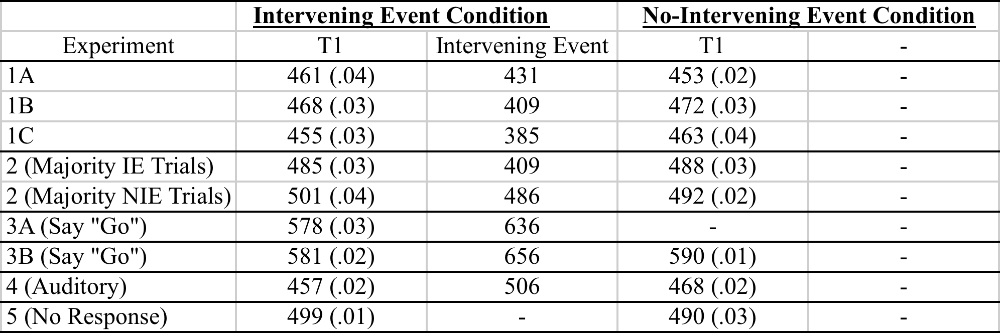 Intervening Event Condition No-Intervening Event Condition
Experiment T1 Intervening Event T1 -
1A 461 (.04) 431 453 (.02) -
1B 468 (.03) 409 472 (.03) -
1C 455 (.03) 385 463 (.04) -
2 (Majority IE Trials) 485 (.03) 409 488 (.03) -
2 (Majority NIE Trials) 501 (.04) 486 492 (.02) -
3A (Say "Go") 578 (.03) 636 - -
3B (Say "Go") 581 (.02) 656 590 (.01) -
4 (Auditory) 457 (.02) 506 468 (.02) -
5 (No Response) 499 (.01) - 490 (.03) -